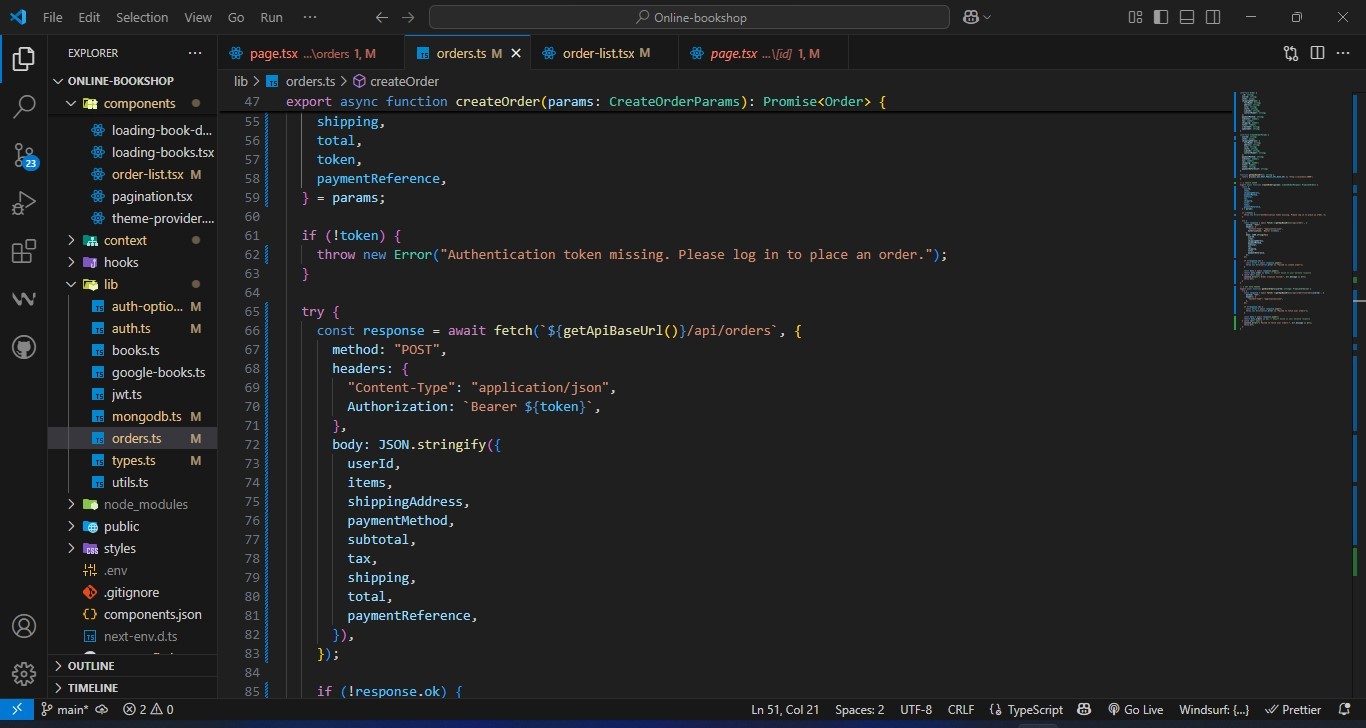 File Edit Selection View Go Run ···
Online-bookshop
EXPLORER
ONLINE-BOOKSHOP
components
loading-book-d...
loading-books.tsx
order-list.tsx M
pagination.tsx
theme-provider....
context
hooks
lib
auth-optio... M
auth.ts M
books.ts
google-books.ts
jwt.ts
mongodb.ts M
orders.ts M
types.ts M
utils.ts
node_modules
public
styles
.env
.gitignore
components.json
next-env.d.ts
OUTLINE
TIMELINE
23
page.tsx ...\orders 1, M
orders.ts M
order-list.tsx M
page.tsx ...\[id] 1, M
lib > orders.ts > createOrder
47 export async function createOrder(params: CreateOrderParams): Promise<Order> {
55 shipping,
56 total,
57 token,
58 paymentReference,
59 } = params;
60
61 if (!token) {
62 throw new Error("Authentication token missing. Please log in to place an order.");
63 }
64
65 try {
66 const response = await fetch(`${getApiBaseUrl()}/api/orders`, {
67 method: "POST",
68 headers: {
69 "Content-Type": "application/json",
70 Authorization: `Bearer ${token}`,
71 },
72 body: JSON.stringify({
73 userId,
74 items,
75 shippingAddress,
76 paymentMethod,
77 subtotal,
78 tax,
79 shipping,
80 total,
81 paymentReference,
82 }),
83 });
84
85 if (!response.ok) {
main* 2 0 Ln 51, Col 21 Spaces: 2 UTF-8 CRLF {} TypeScript Go Live Windsurf: {...} Prettier